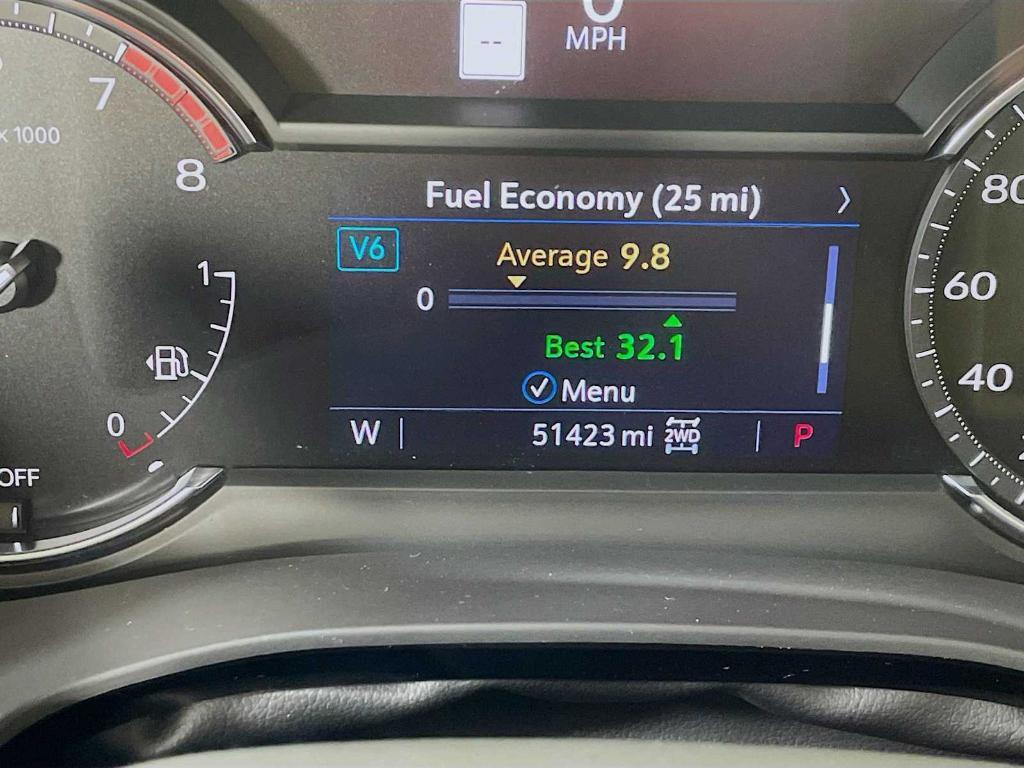 --
0
MPH
7
x 1000
8
Fuel Economy (25 mi)
V6
Average 9.8
0
Best 32.1
Menu
W
51423 mi
2WD
P
1
0
OFF
80
60
40